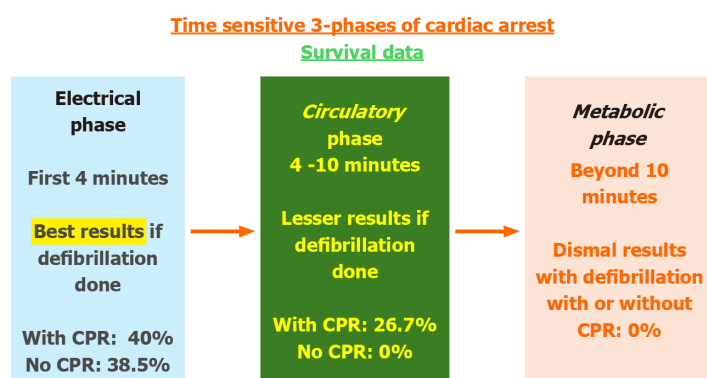 Time sensitive 3-phases of cardiac arrest
Survival data
Electrical
phase
First 4 minutes
Best results if
defibrillation
done
With CPR: 40%
No CPR: 38.5%
Circulatory
phase
4 -10 minutes
Lesser results if
defibrillation
done
With CPR: 26.7%
No CPR: 0%
Metabolic
phase
Beyond 10
minutes
Dismal results
with defibrillation
with or without
CPR: 0%